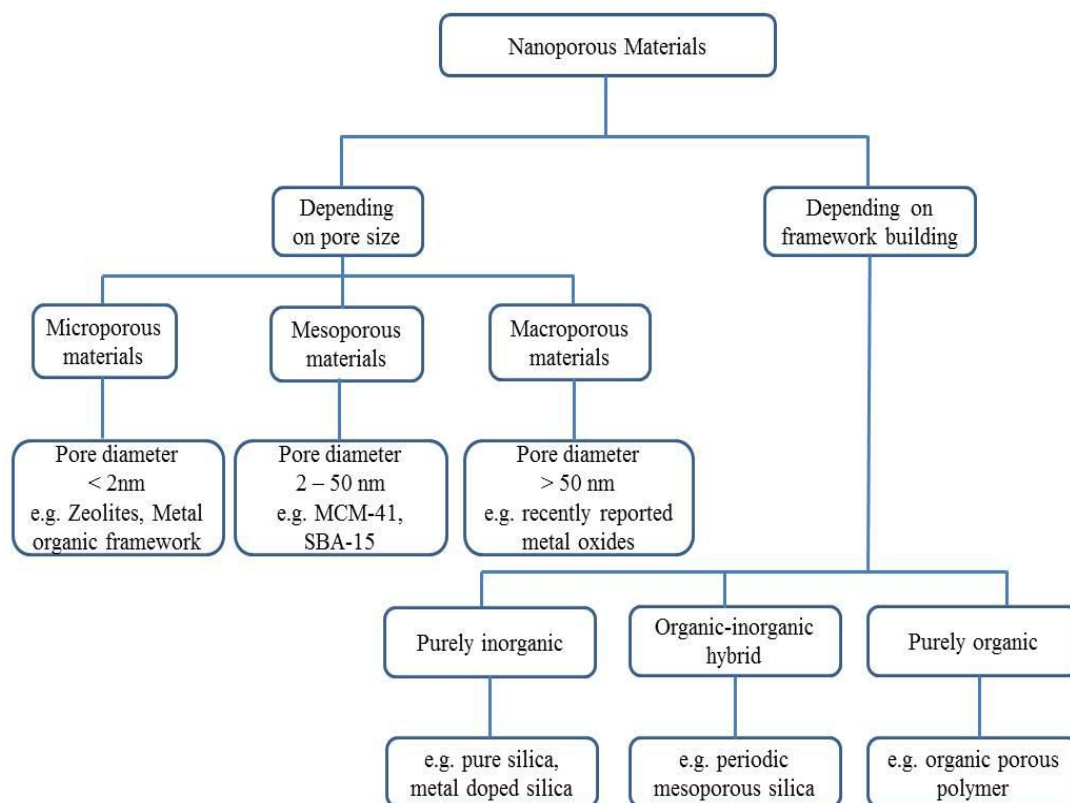 Nanoporous Materials
Depending
on pore size
Depending on
framework building
Microporous
materials
Mesoporous
materials
Macroporous
materials
Pore diameter
< 2nm
e.g. Zeolites, Metal
organic framework
Pore diameter
2 – 50 nm
e.g. MCM-41,
SBA-15
Pore diameter
> 50 nm
e.g. recently reported
metal oxides
Purely inorganic
Organic-inorganic
hybrid
Purely organic
e.g. pure silica,
metal doped silica
e.g. periodic
mesoporous silica
e.g. organic porous
polymer